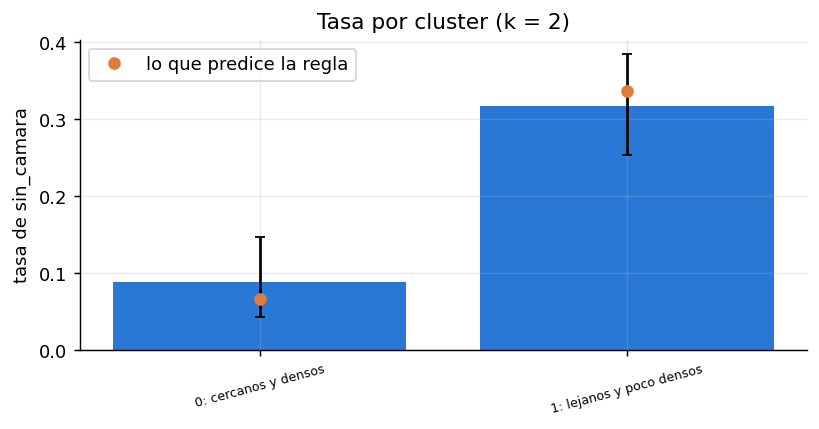 Tasa por cluster (k = 2)
lo que predice la regla
tasa de sin_camara
0.4
0.3
0.2
0.1
0.0
0: cercanos y densos
1: lejanos y poco densos